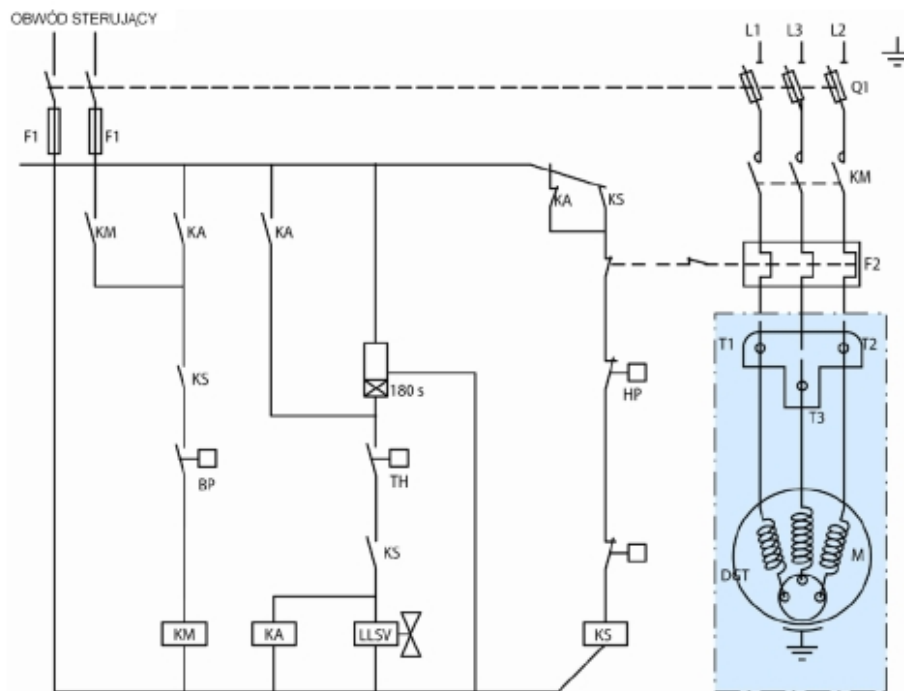 OBWÓD STERUJĄCY
L1 L3 L2
Q1
F1 F1
KA KS
KM
KM KA KA
F2
T1 T2
KS
180 s
HP
T3
BP TH
KS
DGT M
KM KA LLSV KS